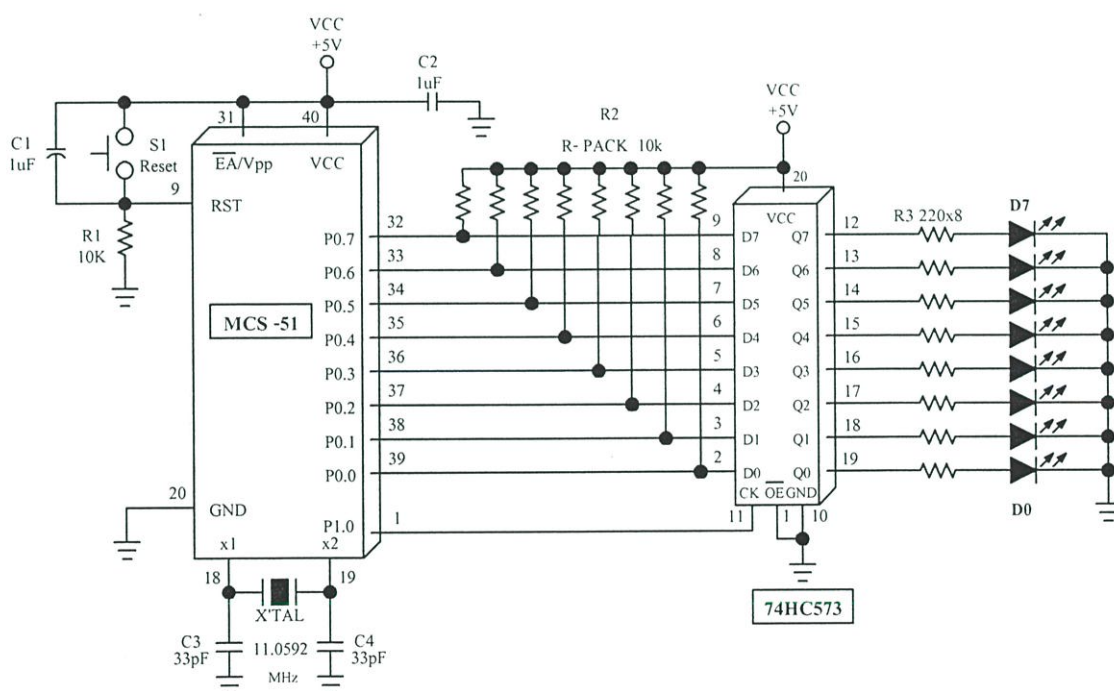 VCC
+5V
C2
1uF
31
40
C1
1uF
S1
Reset
EA/Vpp
VCC
9
RST
R1
10K
R2
R- PACK 10k
VCC
+5V
20
VCC
P0.7
32
9
D7
Q7
12
R3 220x8
D7
P0.6
33
8
D6
Q6
13
P0.5
34
7
D5
Q5
14
MCS -51
P0.4
35
6
D4
Q4
15
P0.3
36
5
D3
Q3
16
P0.2
37
4
D2
Q2
17
P0.1
38
3
D1
Q1
18
P0.0
39
2
D0
Q0
19
D0
20
GND
CK
OE
GND
P1.0
1
11
1
10
x1
x2
18
19
X'TAL
74HC573
C3
33pF
11.0592
MHz
C4
33pF